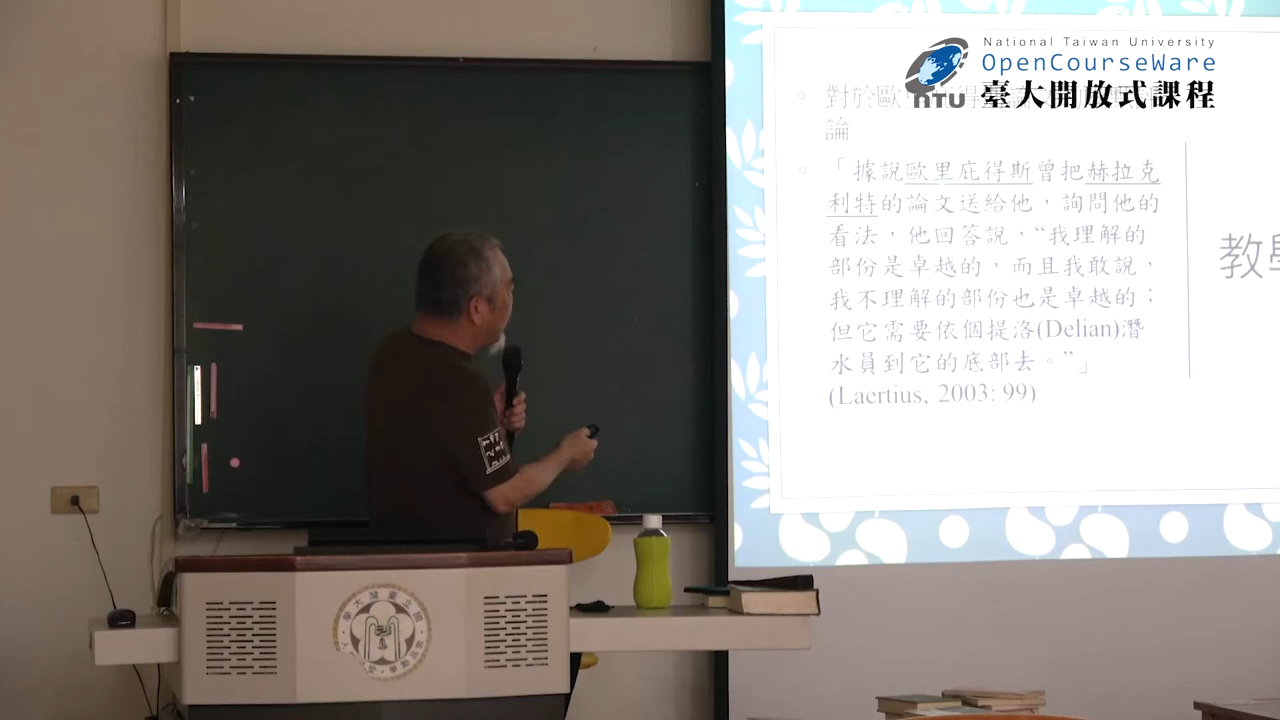 National Taiwan University
OpenCourseWare
NTU 臺大開放式課程
對於歐
論
「據說歐里庇得斯曾把赫拉克
利特的論文送給他，詢問他的
看法，他回答說，“我理解的
部份是卓越的，而且我敢說，
我不理解的部份也是卓越的；
但它需要依個提洛(Delian)潛
水員到它的底部去。”」
(Laertius, 2003: 99)
教學